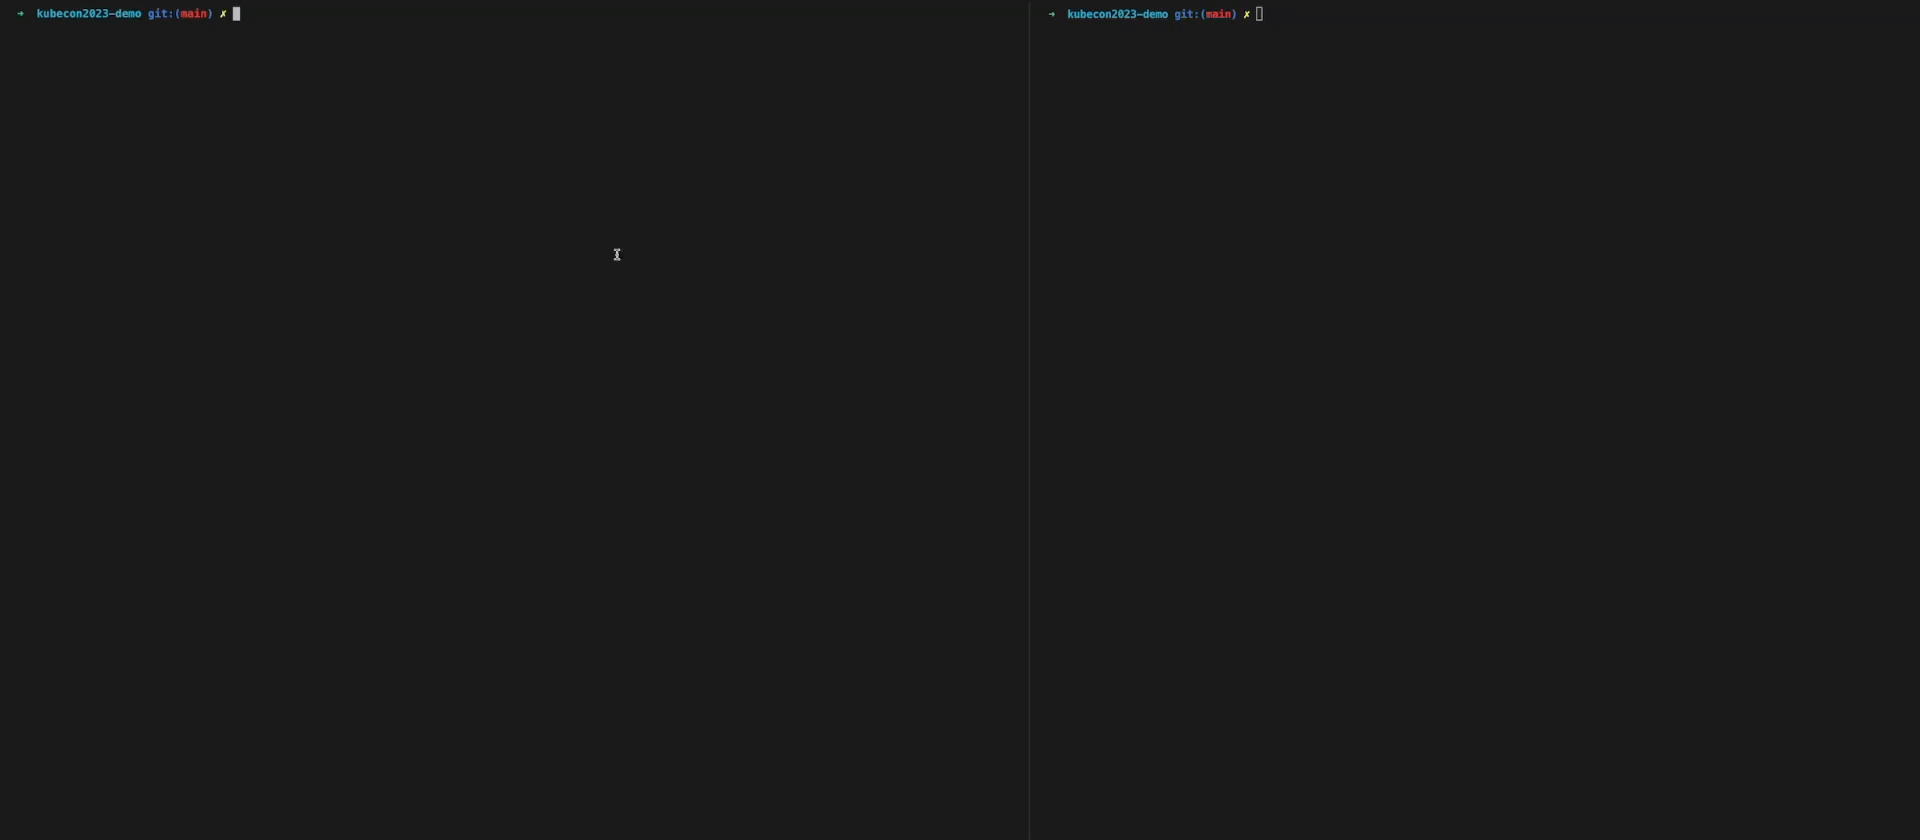 ➜ kubecon2023-demo git:(main) ✗
➜ kubecon2023-demo git:(main) ✗